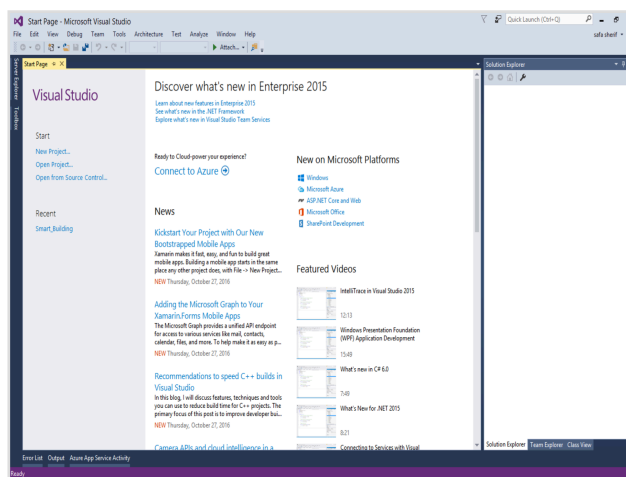 Start Page - Microsoft Visual Studio
Quick Launch (Ctrl+Q)
File Edit View Debug Team Tools Architecture Test Analyze Window Help
safa sherif
Attach...
Server Explorer
Toolbox
Start Page
Solution Explorer
Visual Studio
Discover what's new in Enterprise 2015
Learn about new features in Enterprise 2015
See what's new in the .NET Framework
Explore what's new in Visual Studio Team Services
Start
New Project...
Open Project...
Open from Source Control...
Recent
Smart_Building
Ready to Cloud-power your experience?
Connect to Azure
News
Kickstart Your Project with Our New
Bootstrapped Mobile Apps
Xamarin makes it fast, easy, and fun to build great
mobile apps. Building a mobile app starts in the same
place any other project does, with File -> New Project...
NEW Thursday, October 27, 2016
Adding the Microsoft Graph to Your
Xamarin.Forms Mobile Apps
The Microsoft Graph provides a unified API endpoint
for access to various services like mail, contacts,
calendar, files, and more. To help make it as easy as p...
NEW Thursday, October 27, 2016
Recommendations to speed C++ builds in
Visual Studio
In this blog, I will discuss features, techniques and tools
you can use to reduce build time for C++ projects. The
primary focus of this post is to improve developer bui...
NEW Thursday, October 27, 2016
Camera APIs and cloud intelligence in a
New on Microsoft Platforms
Windows
Microsoft Azure
ASP.NET Core and Web
Microsoft Office
SharePoint Development
Featured Videos
IntelliTrace in Visual Studio 2015
12:13
Windows Presentation Foundation
(WPF) Application Development
15:49
What's new in C# 6.0
7:49
What's New for .NET 2015
8:21
Connecting to Services with Visual
Solution Explorer Team Explorer Class View
Error List Output Azure App Service Activity
Ready